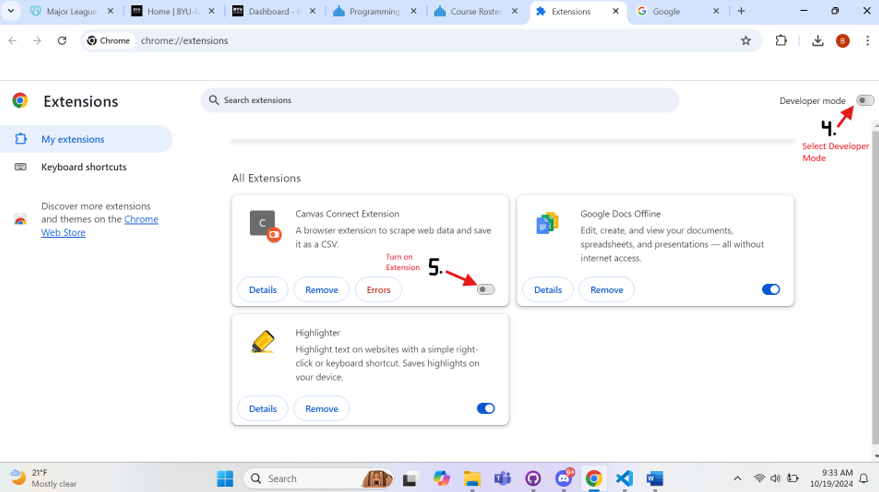 Major League
Home | BYU-I
Dashboard - B
Programming
Course Roster
Extensions
Google
Chrome
chrome://extensions
B
Extensions
Search extensions
Developer mode
4.
Select Developer
Mode
My extensions
Keyboard shortcuts
Discover more extensions
and themes on the Chrome
Web Store
All Extensions
C
Canvas Connect Extension
A browser extension to scrape web data and save
it as a CSV.
Turn on
Extension
5.
Details
Remove
Errors
Google Docs Offline
Edit, create, and view your documents,
spreadsheets, and presentations — all without
internet access.
Details
Remove
Highlighter
Highlight text on websites with a simple right-
click or keyboard shortcut. Saves highlights on
your device.
Details
Remove
21°F
Mostly clear
Search
9:33 AM
10/19/2024